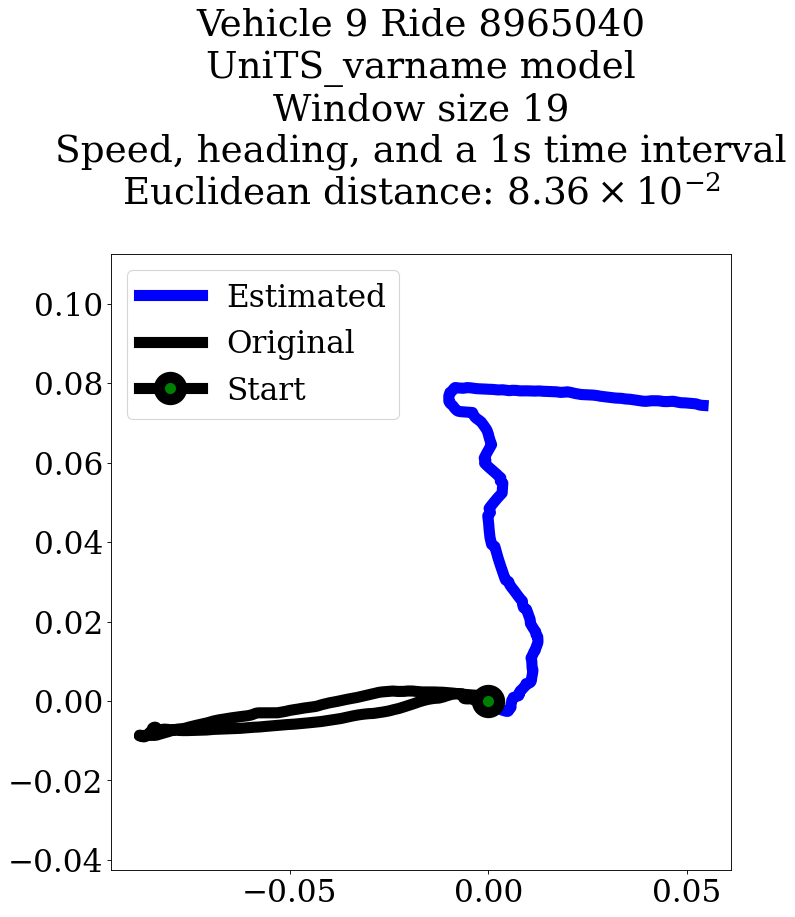 Vehicle 9 Ride 8965040
UniTS_varname model
Window size 19
Speed, heading, and a 1s time interval
Euclidean distance: 8.36 × 10⁻²
Estimated
Original
Start
0.10
0.08
0.06
0.04
0.02
0.00
−0.02
−0.04
−0.05
0.00
0.05